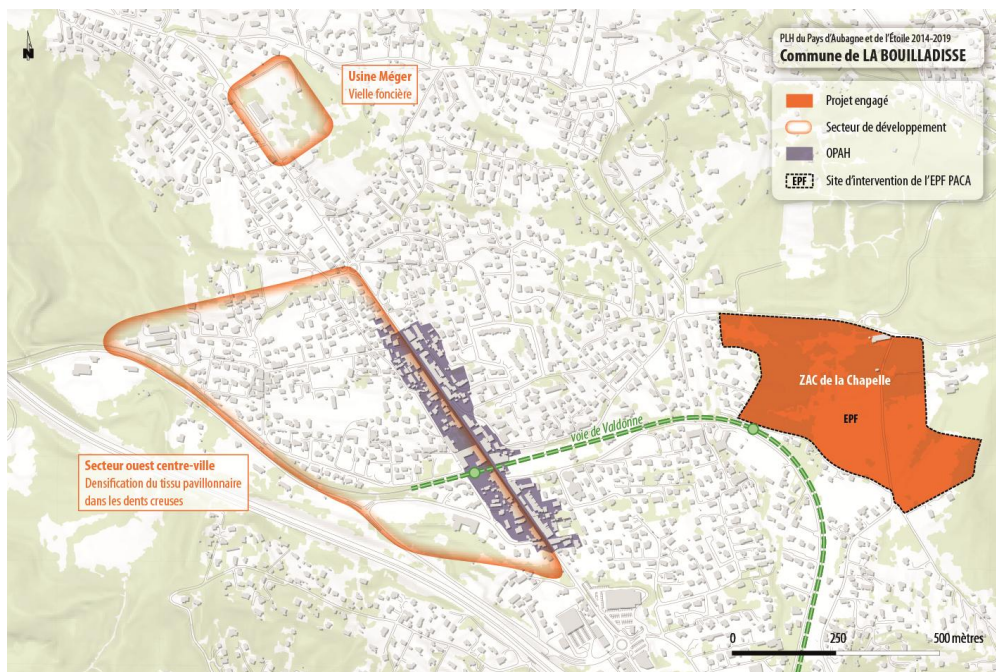 N
PLH du Pays d'Aubagne et de l'Étoile 2014-2019
Commune de LA BOUILLADISSE
Projet engagé
Secteur de développement
OPAH
EPF
Site d'intervention de l'EPF PACA
Usine Méger
Vielle foncière
ZAC de la Chapelle
EPF
voie de Valdonne
Secteur ouest centre-ville
Densification du tissu pavillonnaire
dans les dents creuses
0 250 500 mètres